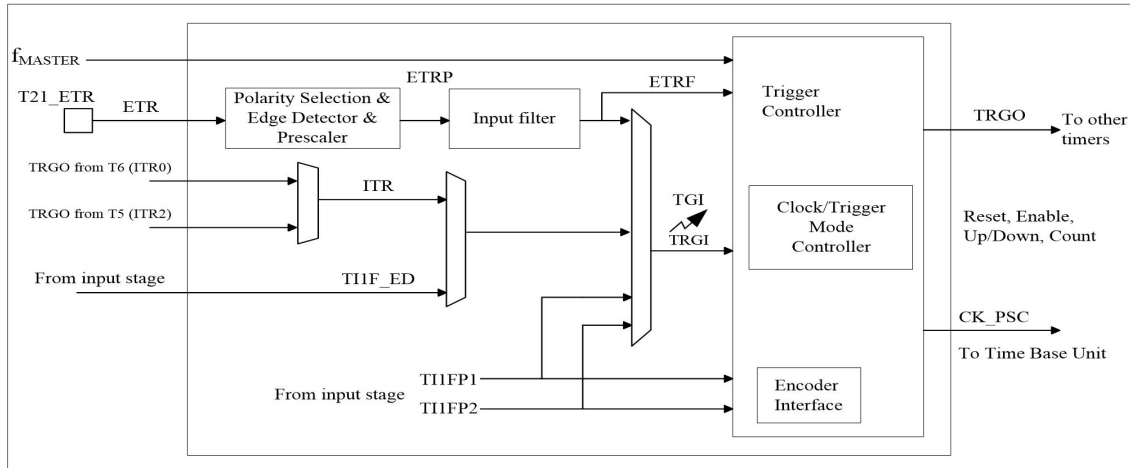 fMASTER
T21_ETR
ETR
Polarity Selection &
Edge Detector &
Prescaler
ETRP
Input filter
ETRF
Trigger
Controller
TRGO
To other
timers
TRGO from T6 (ITR0)
TRGO from T5 (ITR2)
ITR
TGI
TRGI
Clock/Trigger
Mode
Controller
Reset, Enable,
Up/Down, Count
From input stage
TI1F_ED
CK_PSC
To Time Base Unit
From input stage
TI1FP1
TI1FP2
Encoder
Interface